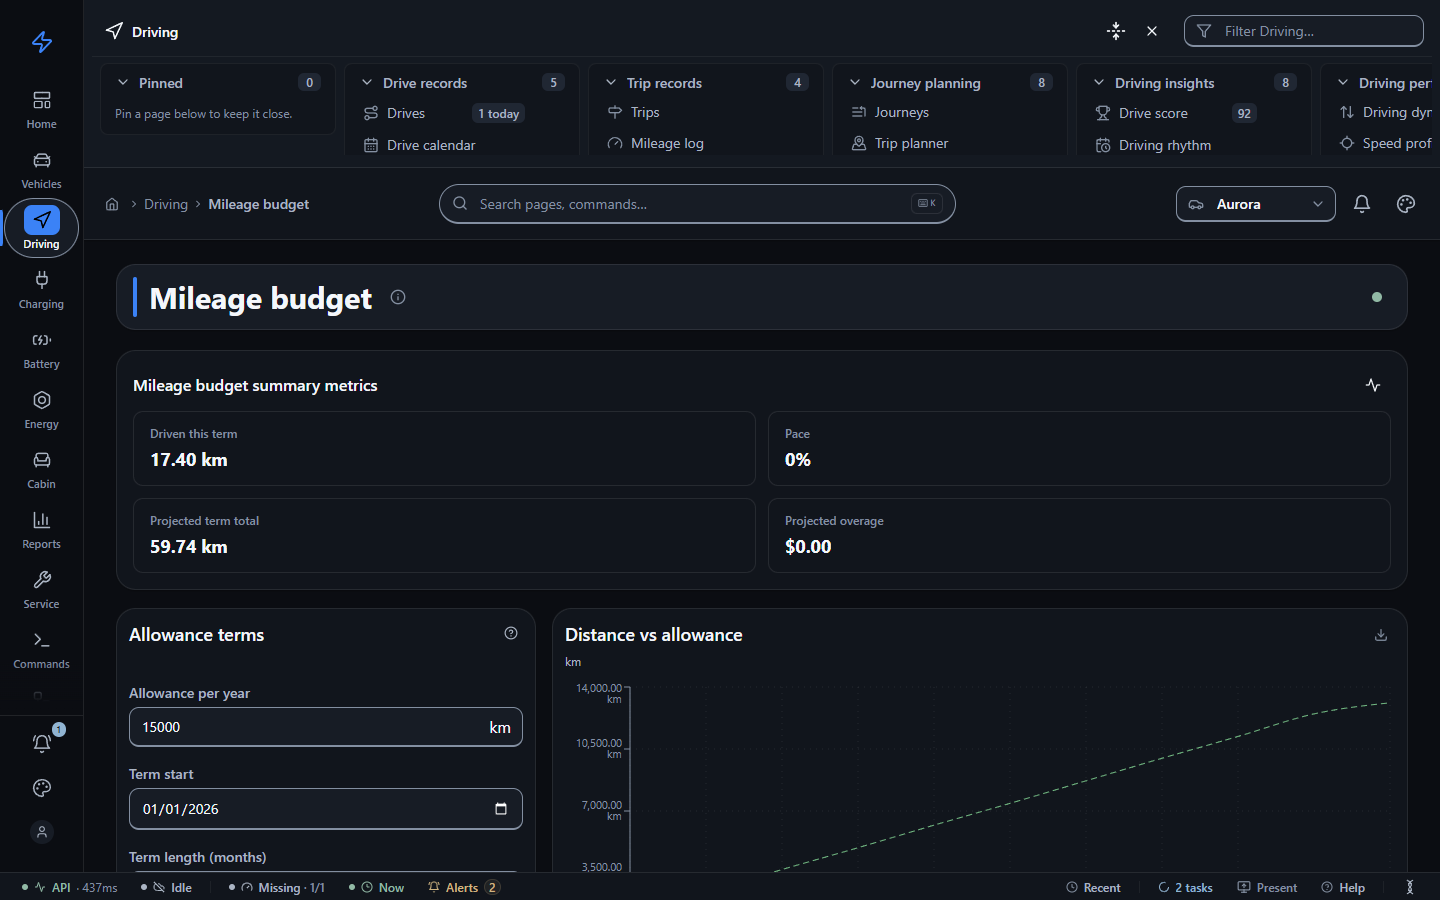 Driving
Filter Driving...
Pinned 0
Pin a page below to keep it close.
Drive records 5
Drives 1 today
Drive calendar
Trip records 4
Trips
Mileage log
Journey planning 8
Journeys
Trip planner
Driving insights 8
Drive score 92
Driving rhythm
Driving per
Driving dyn
Speed prof
Home
Vehicles
Driving
Charging
Battery
Energy
Cabin
Reports
Service
Commands
1
Driving
Mileage budget
Search pages, commands...
K
Aurora
Mileage budget
Mileage budget summary metrics
Driven this term
17.40 km
Pace
0%
Projected term total
59.74 km
Projected overage
$0.00
Allowance terms
Allowance per year
15000 km
Term start
01/01/2026
Term length (months)
Distance vs allowance
km
14,000.00
km
10,500.00
km
7,000.00
km
3,500.00
API · 437ms
Idle
Missing · 1/1
Now
Alerts 2
Recent
2 tasks
Present
Help